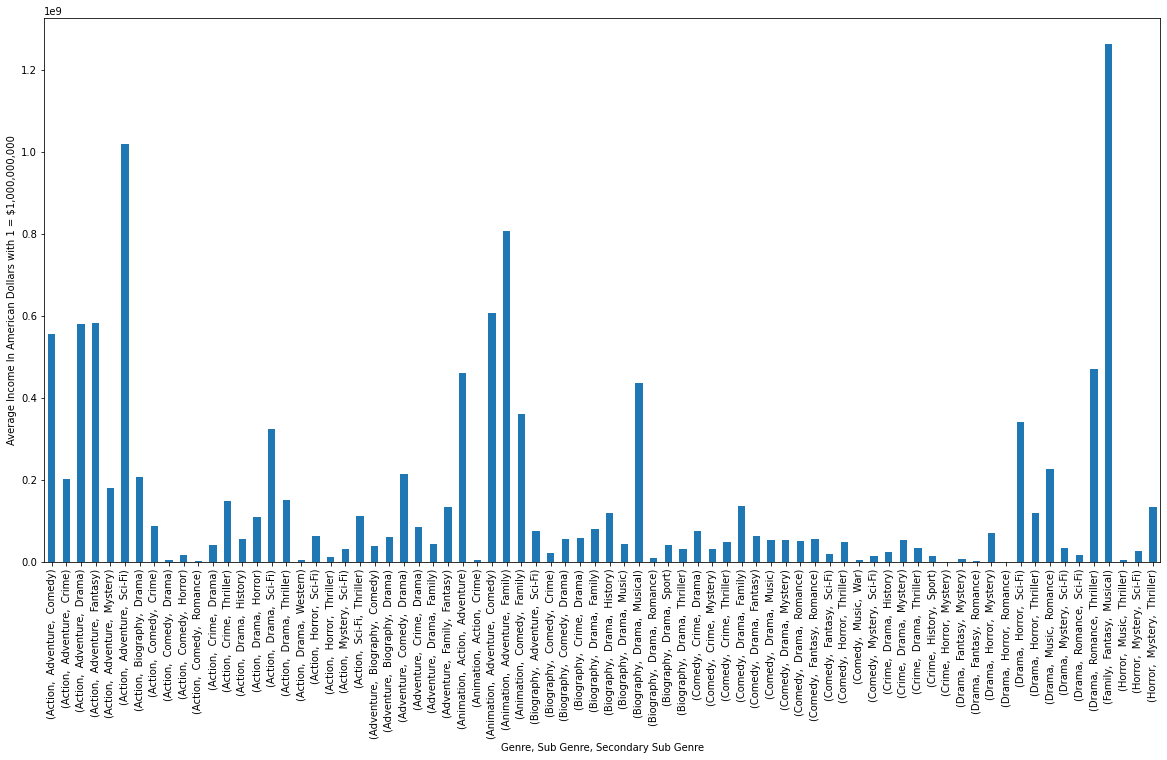 1e9
Average Income In American Dollars with 1 = $1,000,000,000
1.2
1.0
0.8
0.6
0.4
0.2
0.0
(Action, Adventure, Comedy)
(Action, Adventure, Crime)
(Action, Adventure, Drama)
(Action, Adventure, Fantasy)
(Action, Adventure, Mystery)
(Action, Adventure, Sci-Fi)
(Action, Biography, Drama)
(Action, Comedy, Crime)
(Action, Comedy, Drama)
(Action, Comedy, Horror)
(Action, Comedy, Romance)
(Action, Crime, Drama)
(Action, Crime, Thriller)
(Action, Drama, History)
(Action, Drama, Horror)
(Action, Drama, Sci-Fi)
(Action, Drama, Thriller)
(Action, Drama, Western)
(Action, Horror, Sci-Fi)
(Action, Horror, Thriller)
(Action, Mystery, Sci-Fi)
(Action, Sci-Fi, Thriller)
(Adventure, Biography, Comedy)
(Adventure, Biography, Drama)
(Adventure, Comedy, Drama)
(Adventure, Crime, Drama)
(Adventure, Drama, Family)
(Adventure, Family, Fantasy)
(Animation, Action, Adventure)
(Animation, Action, Crime)
(Animation, Adventure, Comedy)
(Animation, Adventure, Family)
(Animation, Comedy, Family)
(Biography, Adventure, Sci-Fi)
(Biography, Comedy, Crime)
(Biography, Comedy, Drama)
(Biography, Crime, Drama)
(Biography, Drama, Family)
(Biography, Drama, History)
(Biography, Drama, Music)
(Biography, Drama, Musical)
(Biography, Drama, Romance)
(Biography, Drama, Sport)
(Biography, Drama, Thriller)
(Comedy, Crime, Drama)
(Comedy, Crime, Mystery)
(Comedy, Crime, Thriller)
(Comedy, Drama, Family)
(Comedy, Drama, Fantasy)
(Comedy, Drama, Music)
(Comedy, Drama, Mystery)
(Comedy, Drama, Romance)
(Comedy, Fantasy, Romance)
(Comedy, Fantasy, Sci-Fi)
(Comedy, Horror, Thriller)
(Comedy, Music, War)
(Comedy, Mystery, Sci-Fi)
(Crime, Drama, History)
(Crime, Drama, Mystery)
(Crime, Drama, Thriller)
(Crime, History, Sport)
(Crime, Horror, Mystery)
(Drama, Fantasy, Mystery)
(Drama, Fantasy, Romance)
(Drama, Horror, Mystery)
(Drama, Horror, Romance)
(Drama, Horror, Sci-Fi)
(Drama, Horror, Thriller)
(Drama, Music, Romance)
(Drama, Mystery, Sci-Fi)
(Drama, Romance, Sci-Fi)
(Drama, Romance, Thriller)
(Family, Fantasy, Musical)
(Horror, Music, Thriller)
(Horror, Mystery, Sci-Fi)
(Horror, Mystery, Thriller)
Genre, Sub Genre, Secondary Sub Genre